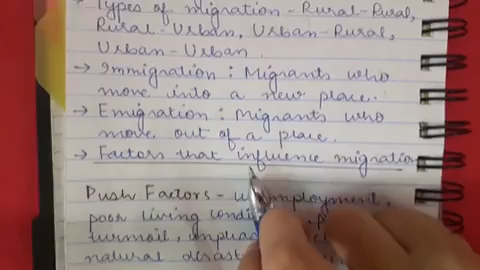 → Types of migration - Rural-Rural,
Rural-Urban, Urban-Rural,
Urban-Urban.
→ Immigration: Migrants who
move into a new place.
→ Emigration: Migrants who
move out of a place.
→ Factors that influence migration
Push Factors -
poor living
turmoil,
natural